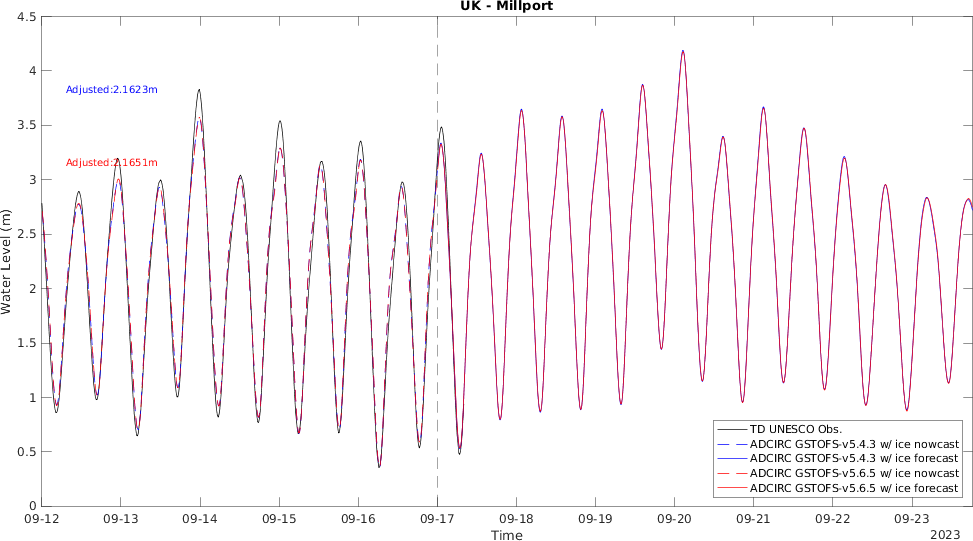 UK - Millport
4.5
4
3.5
3
2.5
2
1.5
1
0.5
0
Water Level (m)
Adjusted:2.1623m
Adjusted:2.1651m
TD UNESCO Obs.
ADCIRC GSTOFS-v5.4.3 w/ ice nowcast
ADCIRC GSTOFS-v5.4.3 w/ ice forecast
ADCIRC GSTOFS-v5.6.5 w/ ice nowcast
ADCIRC GSTOFS-v5.6.5 w/ ice forecast
09-12 09-13 09-14 09-15 09-16 09-17 09-18 09-19 09-20 09-21 09-22 09-23
Time
2023